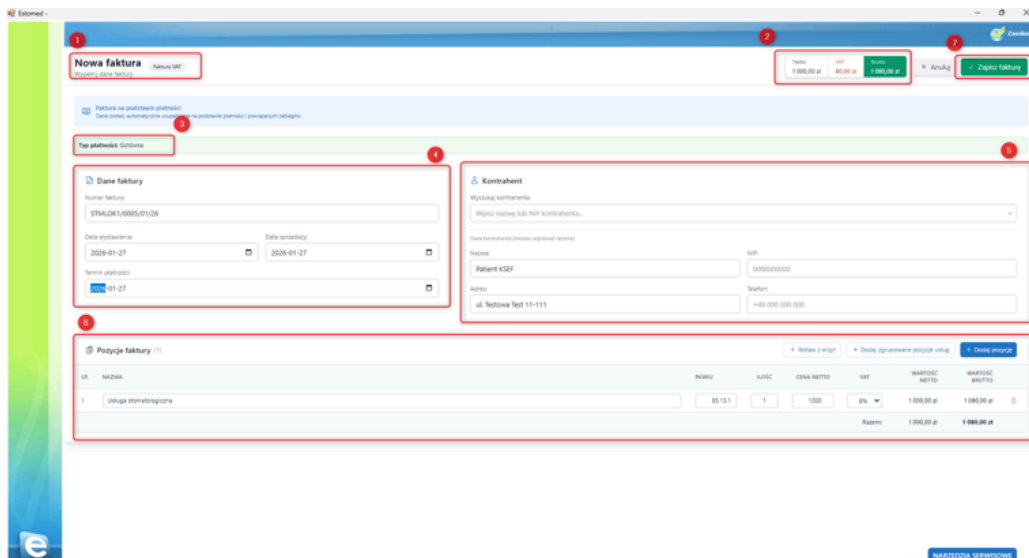 Estomed -
Zamknij
1
2
7
Nowa faktura
Faktura VAT
Wypełnij dane faktury
Netto
1 000,00 zł
VAT
80,00 zł
Brutto
1 080,00 zł
× Anuluj
✓ Zapisz fakturę
Faktura na podstawie płatności
Dane zostały automatycznie uzupełnione na podstawie płatności i powiązanych zabiegów
3
Typ płatności: Gotówka
4
5
Dane faktury
Numer faktury:
STMLOK1/0005/01/26
Data wystawienia:
Data sprzedaży:
2026-01-27
2026-01-27
Termin płatności:
2026-01-27
Kontrahent
Wyszukaj kontrahenta:
Wpisz nazwę lub NIP kontrahenta...
Dane kontrahenta (możesz edytować ręcznie)
Nazwa:
NIP:
Patient KSEF
0000000000
Adres:
Telefon:
ul. Testowa Test 11-111
+48 000 000 000
6
Pozycje faktury (1)
+ Wstaw z wizyt
+ Dodaj zgrupowane pozycje usług
+ Dodaj pozycję
LP. NAZWA PKWIU ILOŚĆ CENA NETTO VAT WARTOŚĆ NETTO WARTOŚĆ BRUTTO
1 Usługa stomatologiczna 85.13.1 1 1000 8% 1 000,00 zł 1 080,00 zł
Razem: 1 000,00 zł 1 080,00 zł
e
NARZĘDZIA SERWISOWE